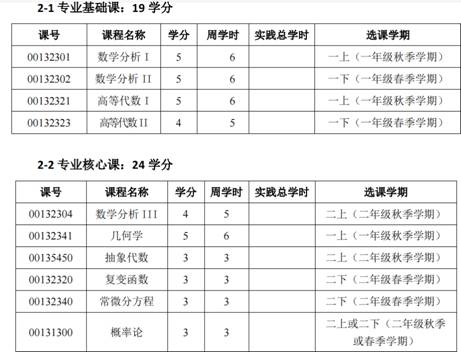 2-1 专业基础课：19 学分
课号 课程名称 学分 周学时 实践总学时 选课学期
00132301 数学分析 I 5 6 一上（一年级秋季学期）
00132302 数学分析 II 5 6 一下（一年级春季学期）
00132321 高等代数 I 5 6 一上（一年级秋季学期）
00132323 高等代数 II 4 5 一下（一年级春季学期）
2-2 专业核心课：24 学分
课号 课程名称 学分 周学时 实践总学时 选课学期
00132304 数学分析 III 4 5 二上（二年级秋季学期）
00132341 几何学 5 6 一上（一年级秋季学期）
00135450 抽象代数 3 3 二上（二年级秋季学期）
00132320 复变函数 3 3 二下（二年级春季学期）
00132340 常微分方程 3 3 二下（二年级春季学期）
00131300 概率论 3 3 二上或二下（二年级秋季
或春季学期）